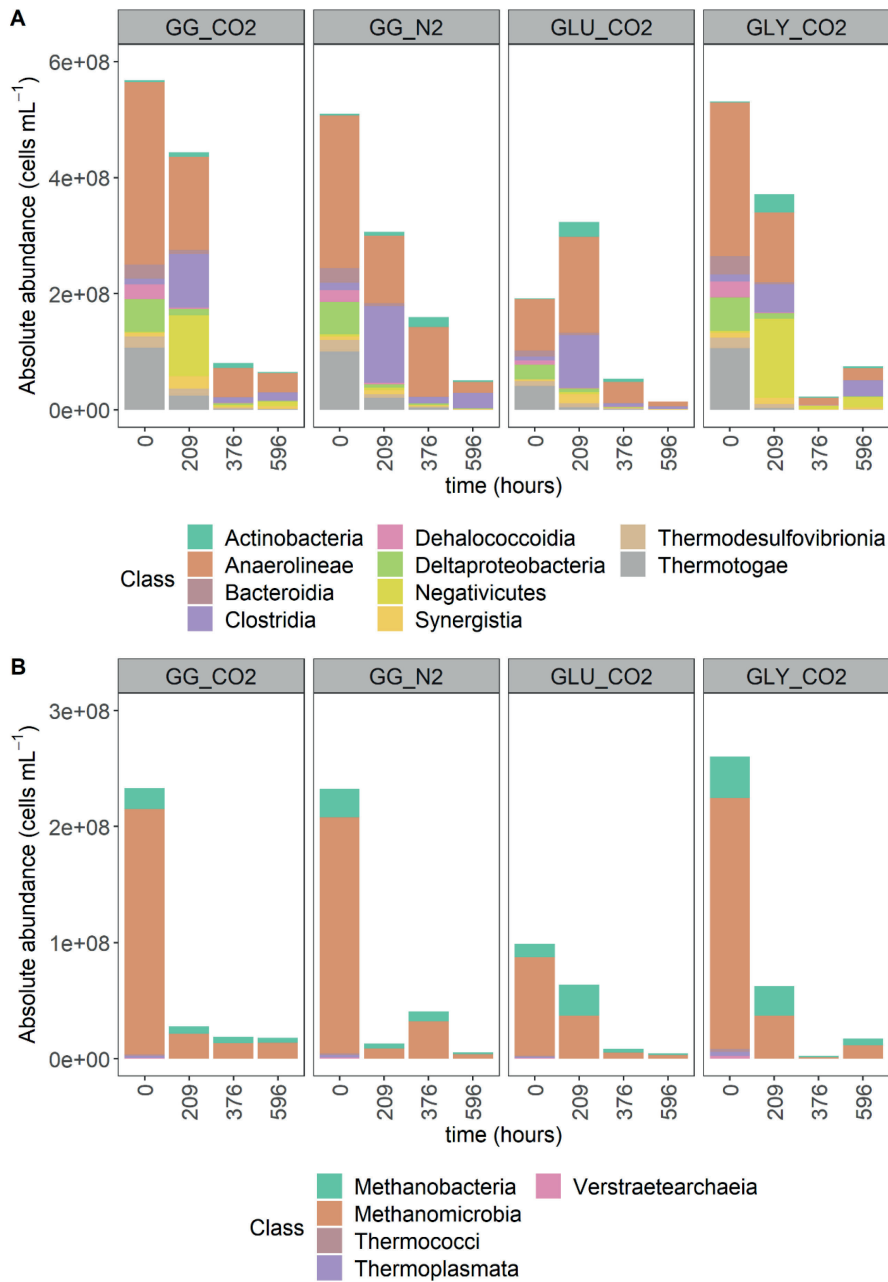 A
GG_CO2 GG_N2 GLU_CO2 GLY_CO2
Absolute abundance (cells mL⁻¹)
6e+08
4e+08
2e+08
0e+00
0 209 376 596 0 209 376 596 0 209 376 596 0 209 376 596
time (hours)
Class
Actinobacteria Dehalococcoidia Thermodesulfovibrionia
Anaerolineae Deltaproteobacteria Thermotogae
Bacteroidia Negativicutes
Clostridia Synergistia
B
GG_CO2 GG_N2 GLU_CO2 GLY_CO2
Absolute abundance (cells mL⁻¹)
3e+08
2e+08
1e+08
0e+00
0 209 376 596 0 209 376 596 0 209 376 596 0 209 376 596
time (hours)
Class
Methanobacteria Verstraetearchaeia
Methanomicrobia
Thermococci
Thermoplasmata